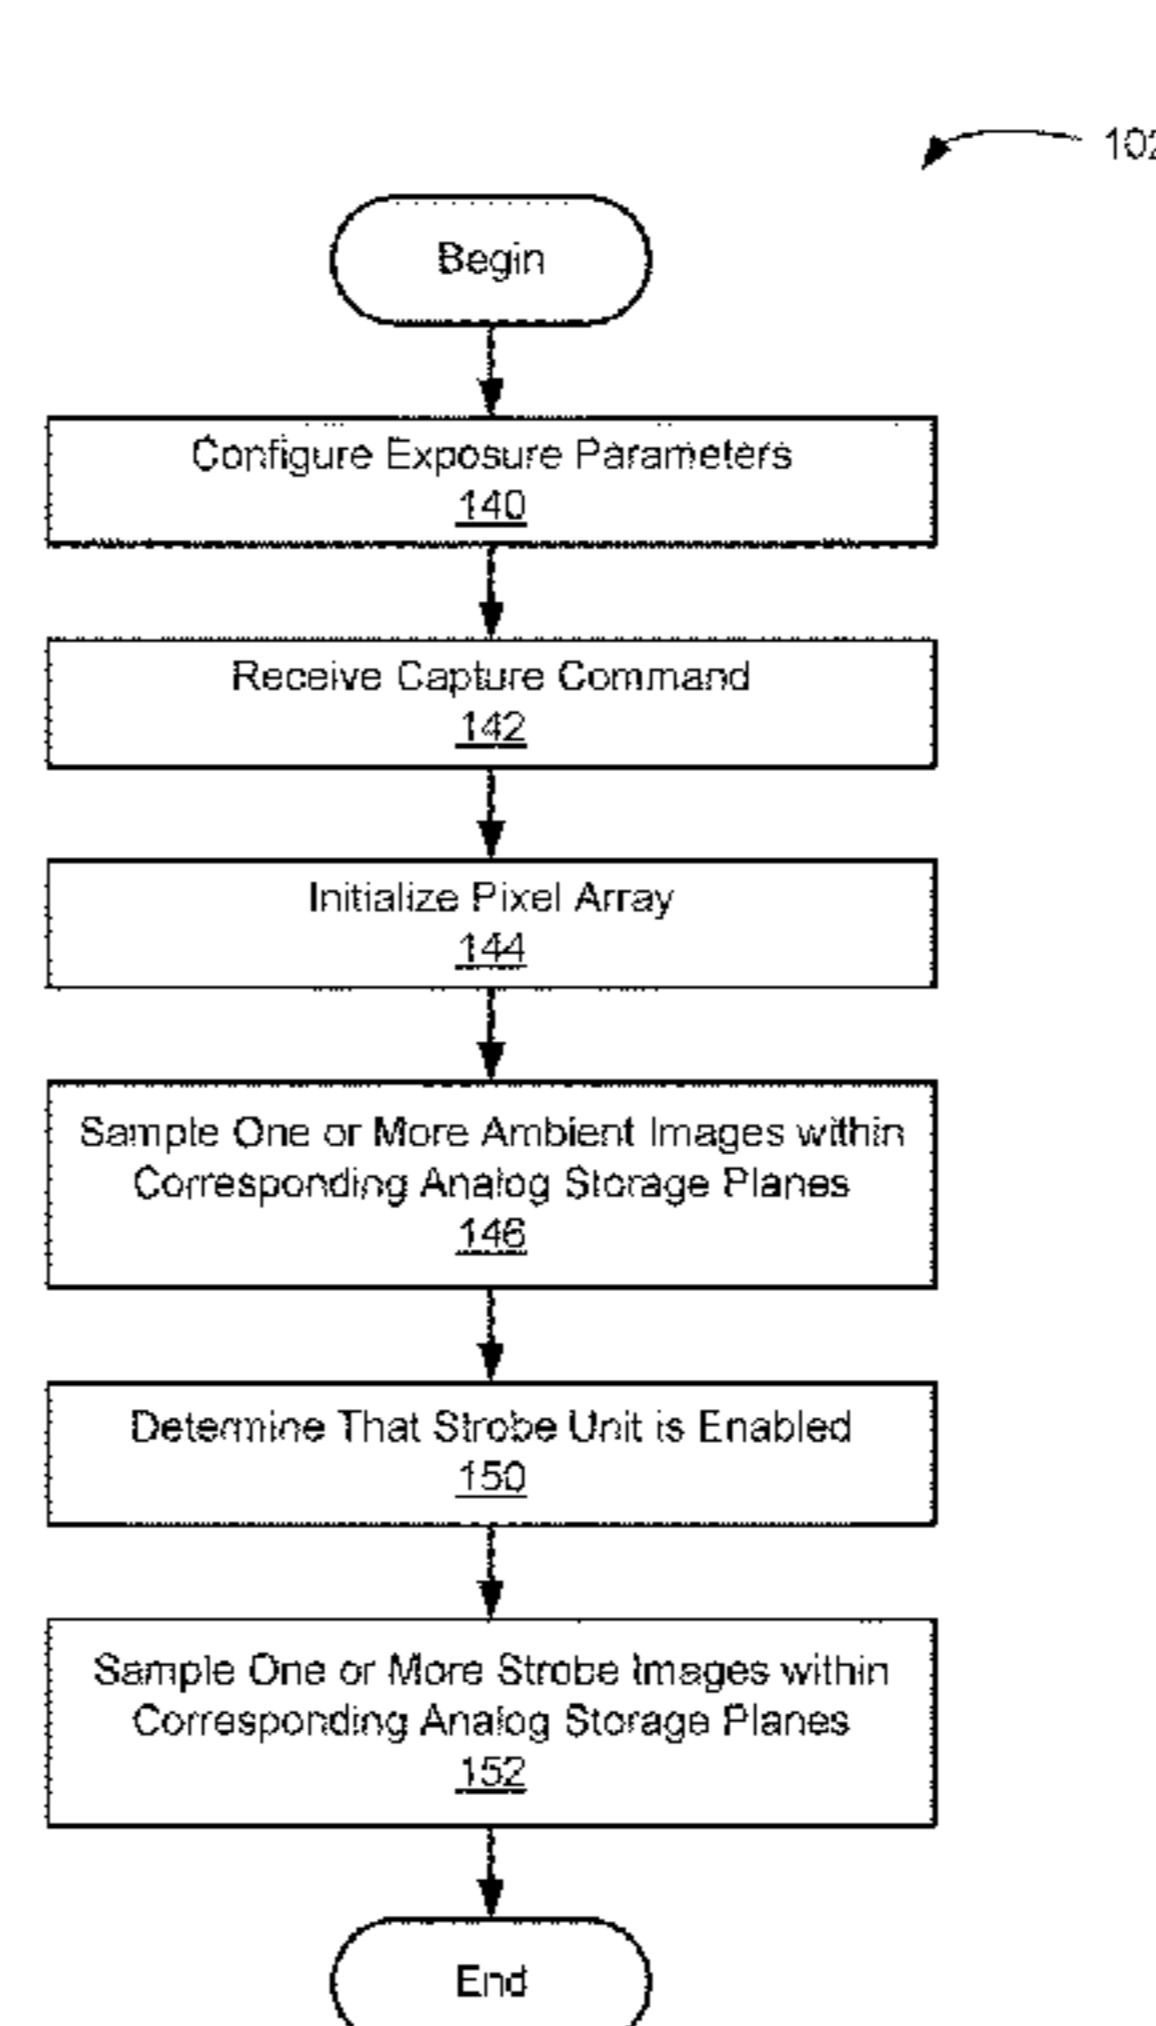 102
Begin
Configure Exposure Parameters
140
Receive Capture Command
142
Initialize Pixel Array
144
Sample One or More Ambient Images within
Corresponding Analog Storage Planes
146
Determine That Strobe Unit is Enabled
150
Sample One or More Strobe Images within
Corresponding Analog Storage Planes
152
End